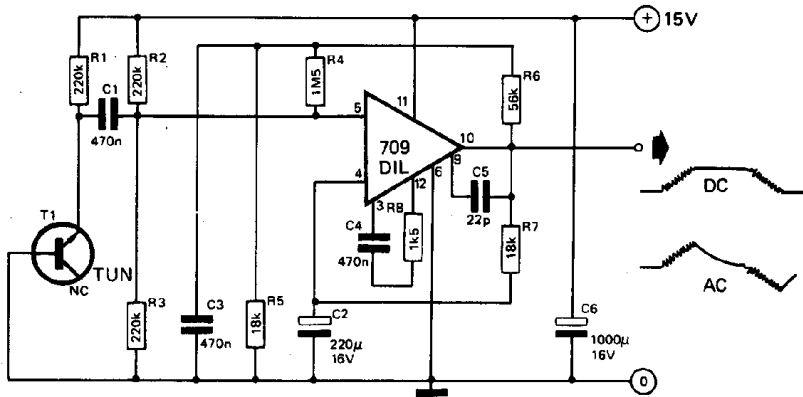 + 15V
R1
220k
R2
220k
C1
470n
R4
1M5
R6
56k
11
5
10
709
DIL
4
9
6
12
3
C5
22p
R8
1k5
C4
470n
R7
18k
DC
AC
T1
TUN
NC
R3
220k
C3
470n
R5
18k
C2
220µ
16V
C6
1000µ
16V
0